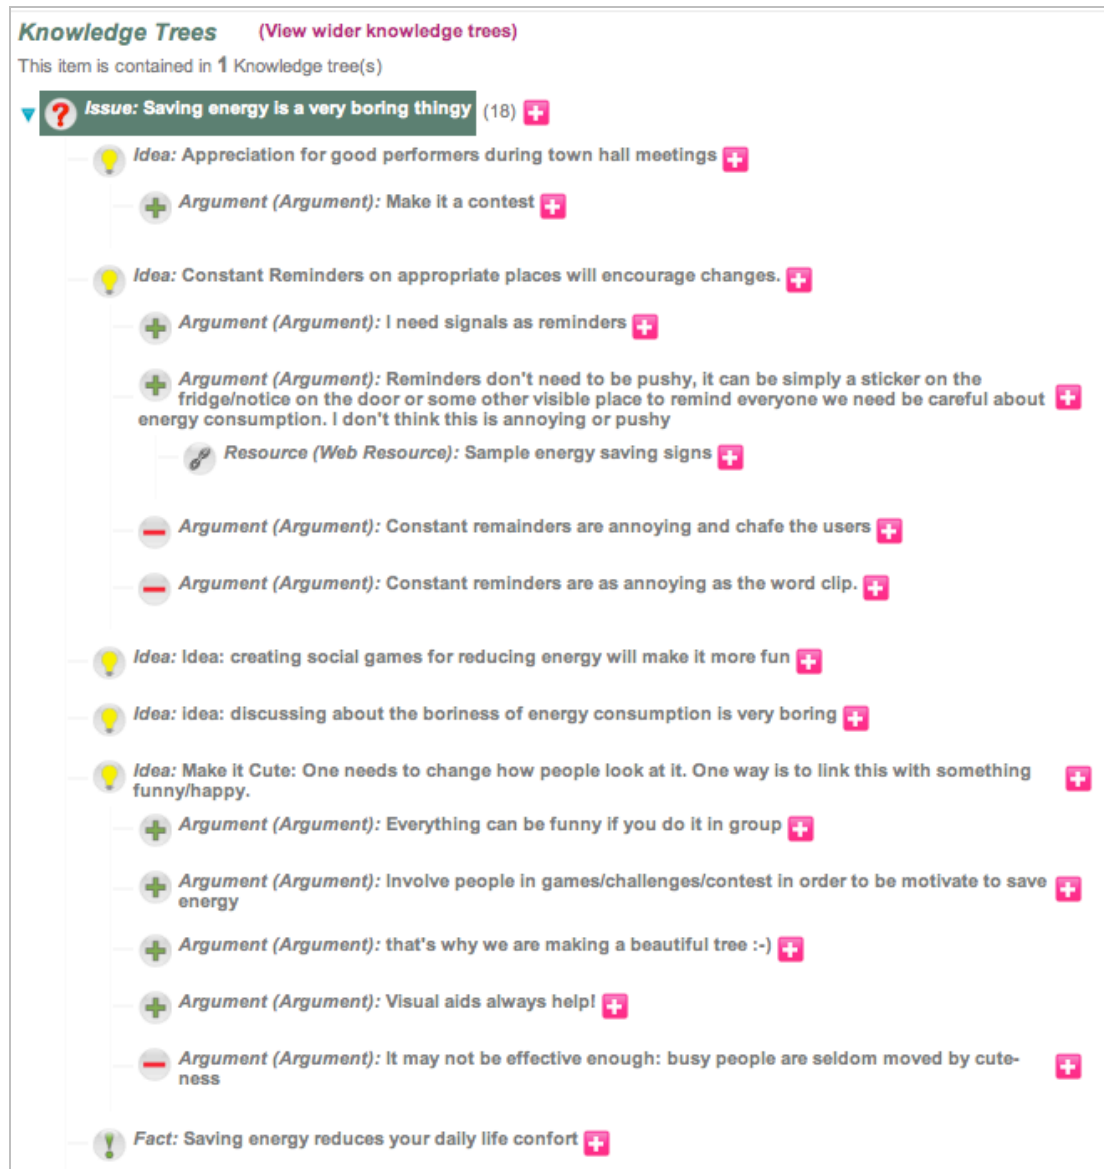 Knowledge Trees (View wider knowledge trees)
This item is contained in 1 Knowledge tree(s)
Issue: Saving energy is a very boring thingy (18)
Idea: Appreciation for good performers during town hall meetings
Argument (Argument): Make it a contest
Idea: Constant Reminders on appropriate places will encourage changes.
Argument (Argument): I need signals as reminders
Argument (Argument): Reminders don't need to be pushy, it can be simply a sticker on the
fridge/notice on the door or some other visible place to remind everyone we need be careful about
energy consumption. I don't think this is annoying or pushy
Resource (Web Resource): Sample energy saving signs
Argument (Argument): Constant remainders are annoying and chafe the users
Argument (Argument): Constant reminders are as annoying as the word clip.
Idea: Idea: creating social games for reducing energy will make it more fun
Idea: idea: discussing about the boriness of energy consumption is very boring
Idea: Make it Cute: One needs to change how people look at it. One way is to link this with something
funny/happy.
Argument (Argument): Everything can be funny if you do it in group
Argument (Argument): Involve people in games/challenges/contest in order to be motivate to save
energy
Argument (Argument): that's why we are making a beautiful tree :-)
Argument (Argument): Visual aids always help!
Argument (Argument): It may not be effective enough: busy people are seldom moved by cute-
ness
Fact: Saving energy reduces your daily life confort